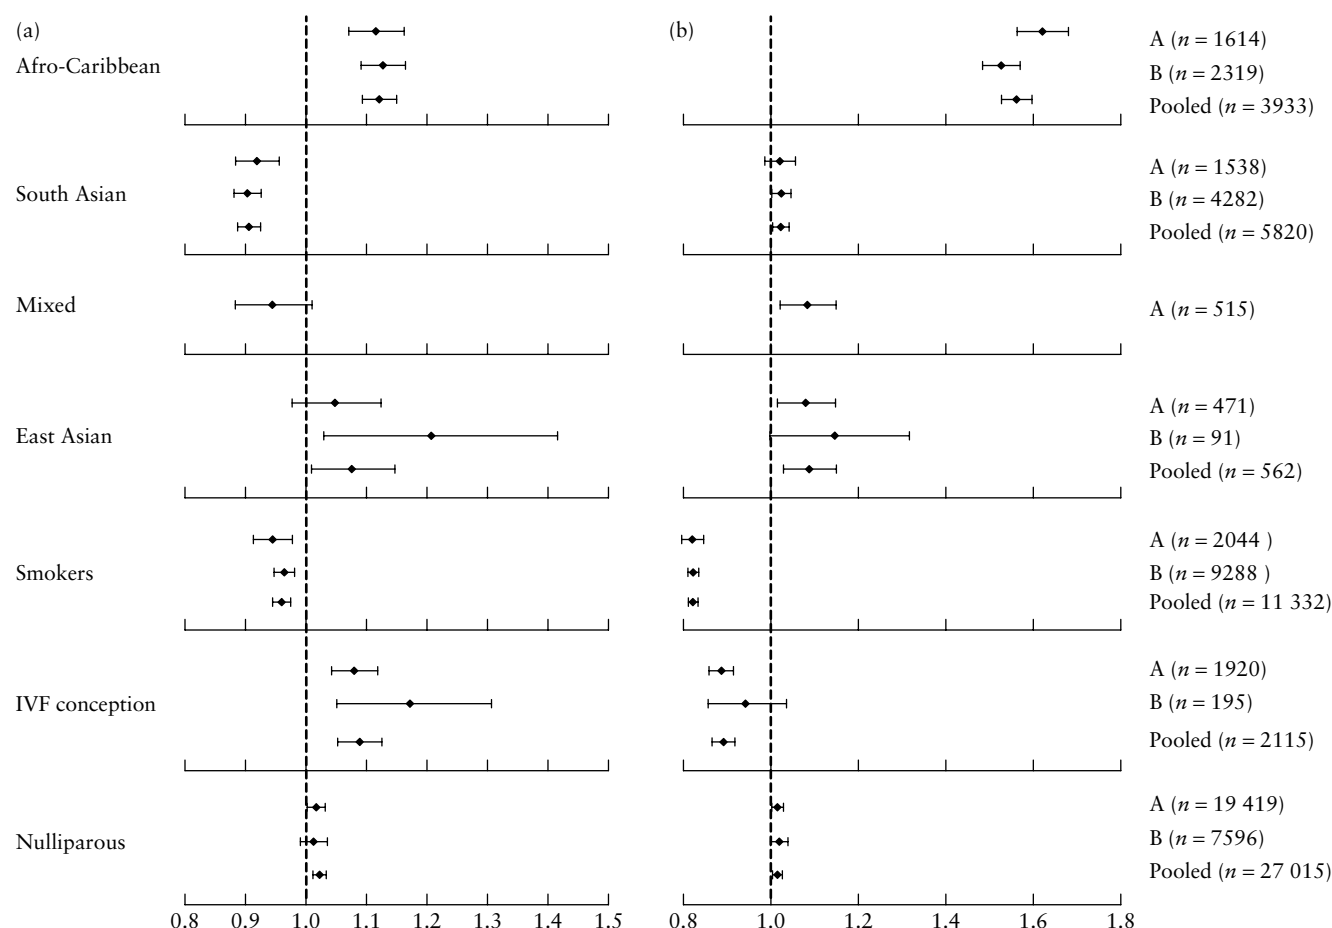 (a)
(b)
Afro-Caribbean
A (n = 1614)
B (n = 2319)
Pooled (n = 3933)
South Asian
A (n = 1538)
B (n = 4282)
Pooled (n = 5820)
Mixed
A (n = 515)
East Asian
A (n = 471)
B (n = 91)
Pooled (n = 562)
Smokers
A (n = 2044 )
B (n = 9288 )
Pooled (n = 11 332)
IVF conception
A (n = 1920)
B (n = 195)
Pooled (n = 2115)
Nulliparous
A (n = 19 419)
B (n = 7596)
Pooled (n = 27 015)
0.8 0.9 1.0 1.1 1.2 1.3 1.4 1.5
0.8 1.0 1.2 1.4 1.6 1.8